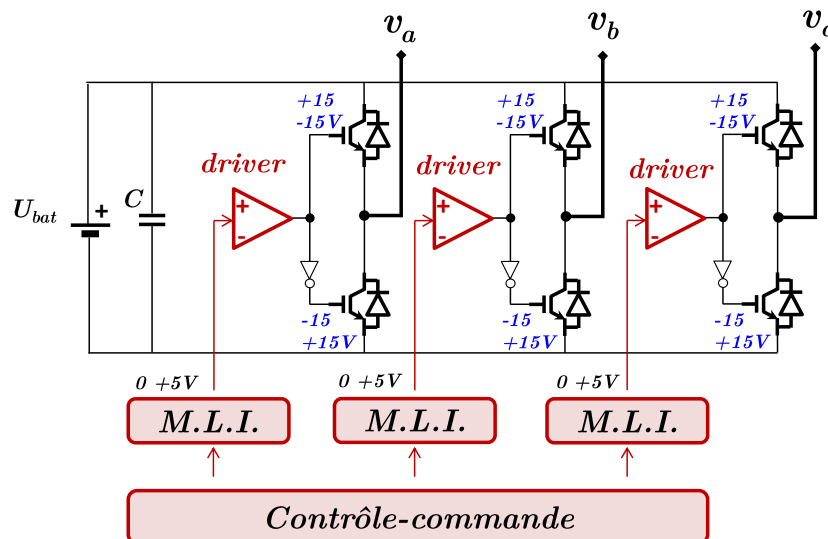 v_a
v_b
v_c
+15
-15V
+15
-15V
+15
-15V
driver
driver
driver
U_bat
+
C
+
-
+
-
+
-
-15
+15V
-15
+15V
-15
+15V
0 +5V
0 +5V
0 +5V
M.L.I.
M.L.I.
M.L.I.
Contrôle-commande